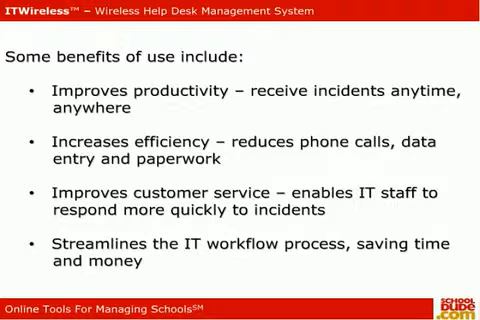 ITWireless™ – Wireless Help Desk Management System
Some benefits of use include:
• Improves productivity – receive incidents anytime,
anywhere
• Increases efficiency – reduces phone calls, data
entry and paperwork
• Improves customer service – enables IT staff to
respond more quickly to incidents
• Streamlines the IT workflow process, saving time
and money
Online Tools For Managing Schools℠
SCHOOL
DUDE
.com